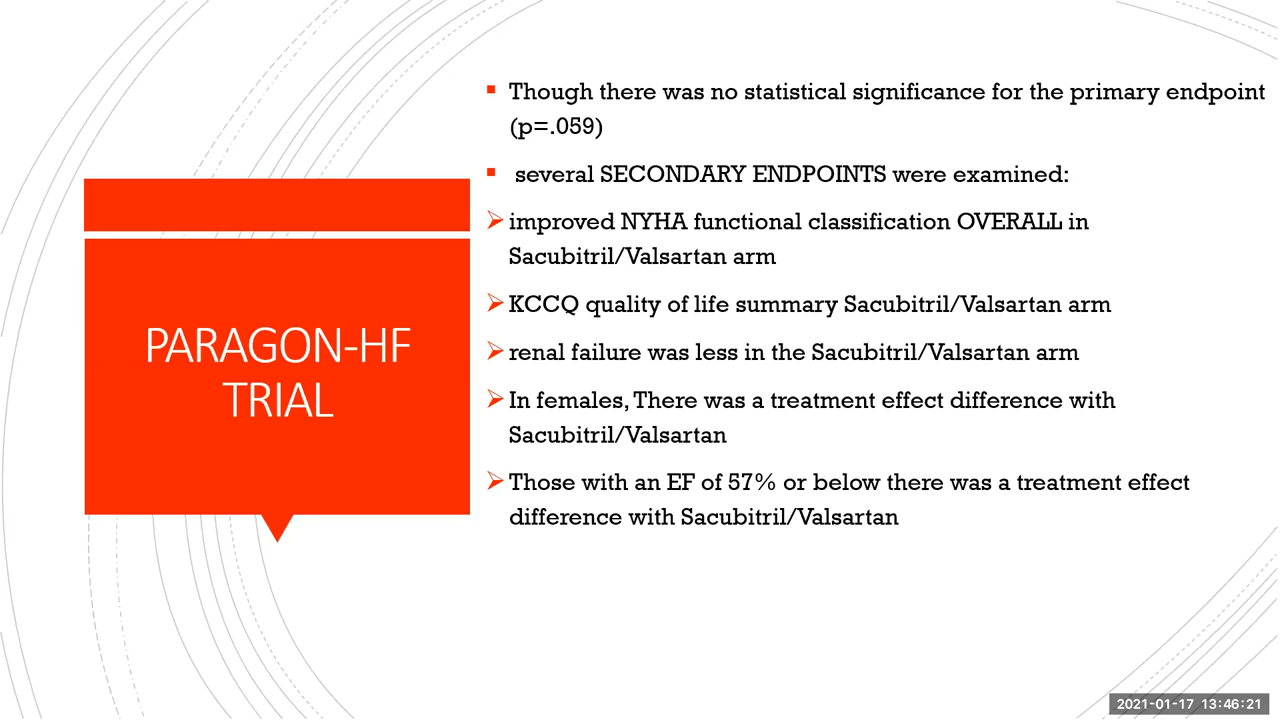 PARAGON-HF
TRIAL
Though there was no statistical significance for the primary endpoint
(p=.059)
several SECONDARY ENDPOINTS were examined:
improved NYHA functional classification OVERALL in
Sacubitril/Valsartan arm
KCCQ quality of life summary Sacubitril/Valsartan arm
renal failure was less in the Sacubitril/Valsartan arm
In females, There was a treatment effect difference with
Sacubitril/Valsartan
Those with an EF of 57% or below there was a treatment effect
difference with Sacubitril/Valsartan
2021-01-17 13:46:21